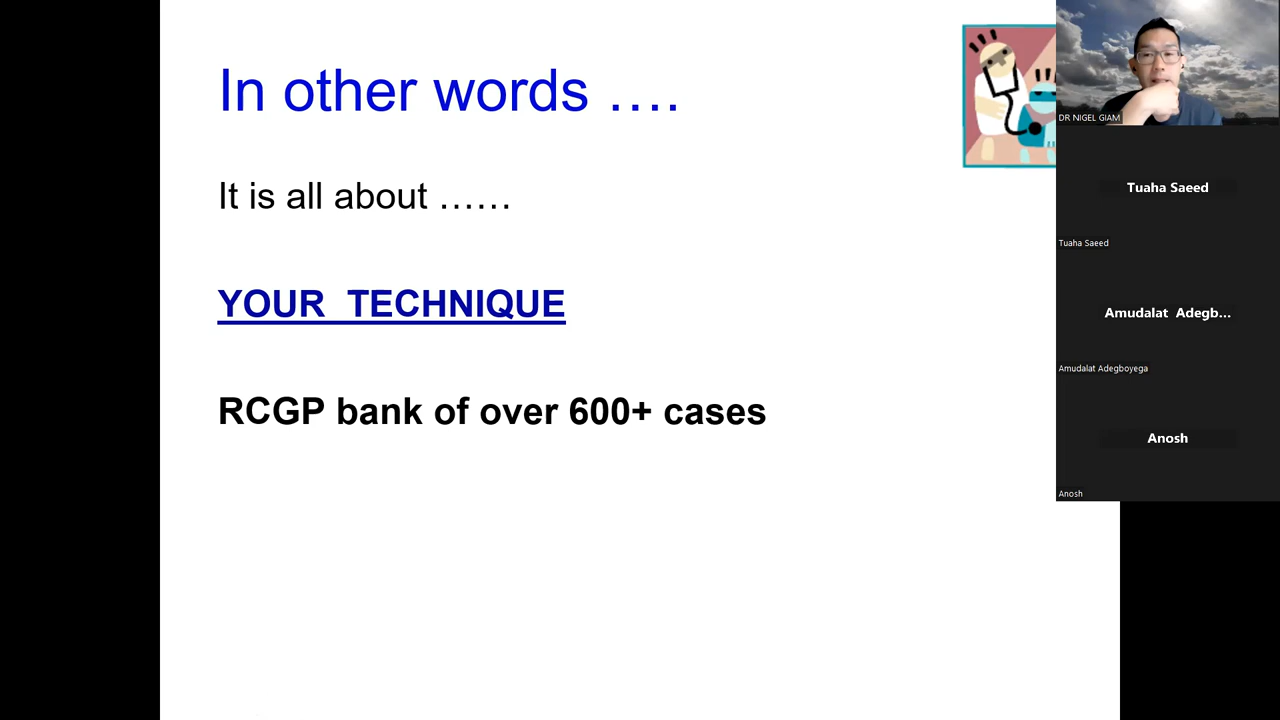 In other words ….
It is all about ……
YOUR TECHNIQUE
RCGP bank of over 600+ cases
DR NIGEL GIAM
Tuaha Saeed
Tuaha Saeed
Amudalat Adegb...
Amudalat Adegboyega
Anosh
Anosh